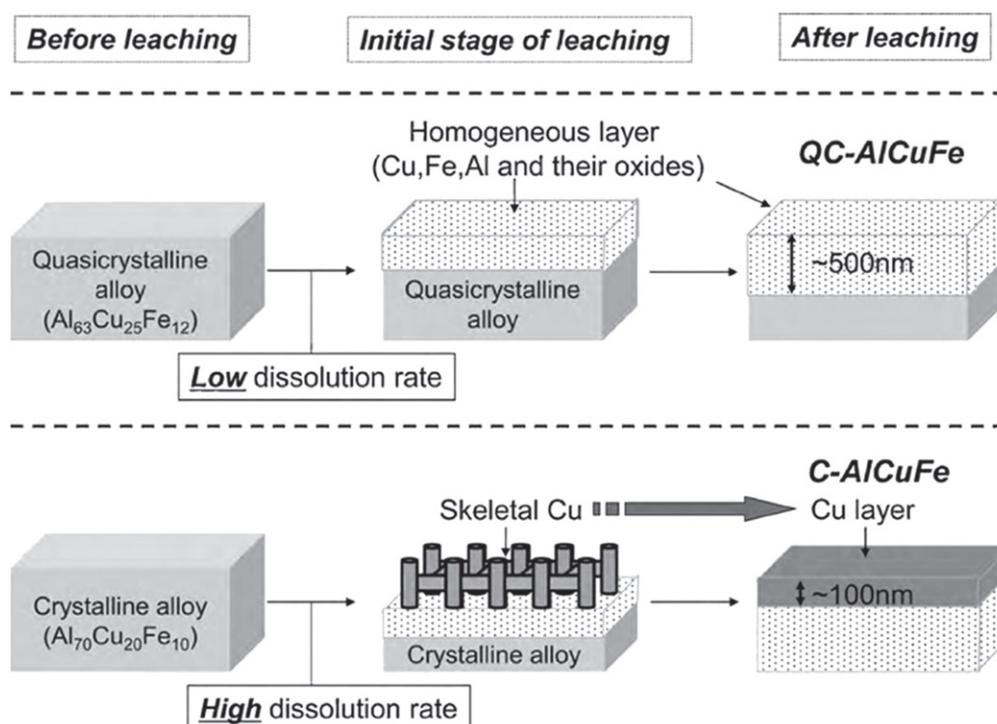 Before leaching
Initial stage of leaching
After leaching
Homogeneous layer
(Cu,Fe,Al and their oxides)
QC-AlCuFe
Quasicrystalline
alloy
(Al₆₃Cu₂₅Fe₁₂)
Quasicrystalline
alloy
~500nm
Low dissolution rate
C-AlCuFe
Skeletal Cu
Cu layer
Crystalline alloy
(Al₇₀Cu₂₀Fe₁₀)
Crystalline alloy
~100nm
High dissolution rate